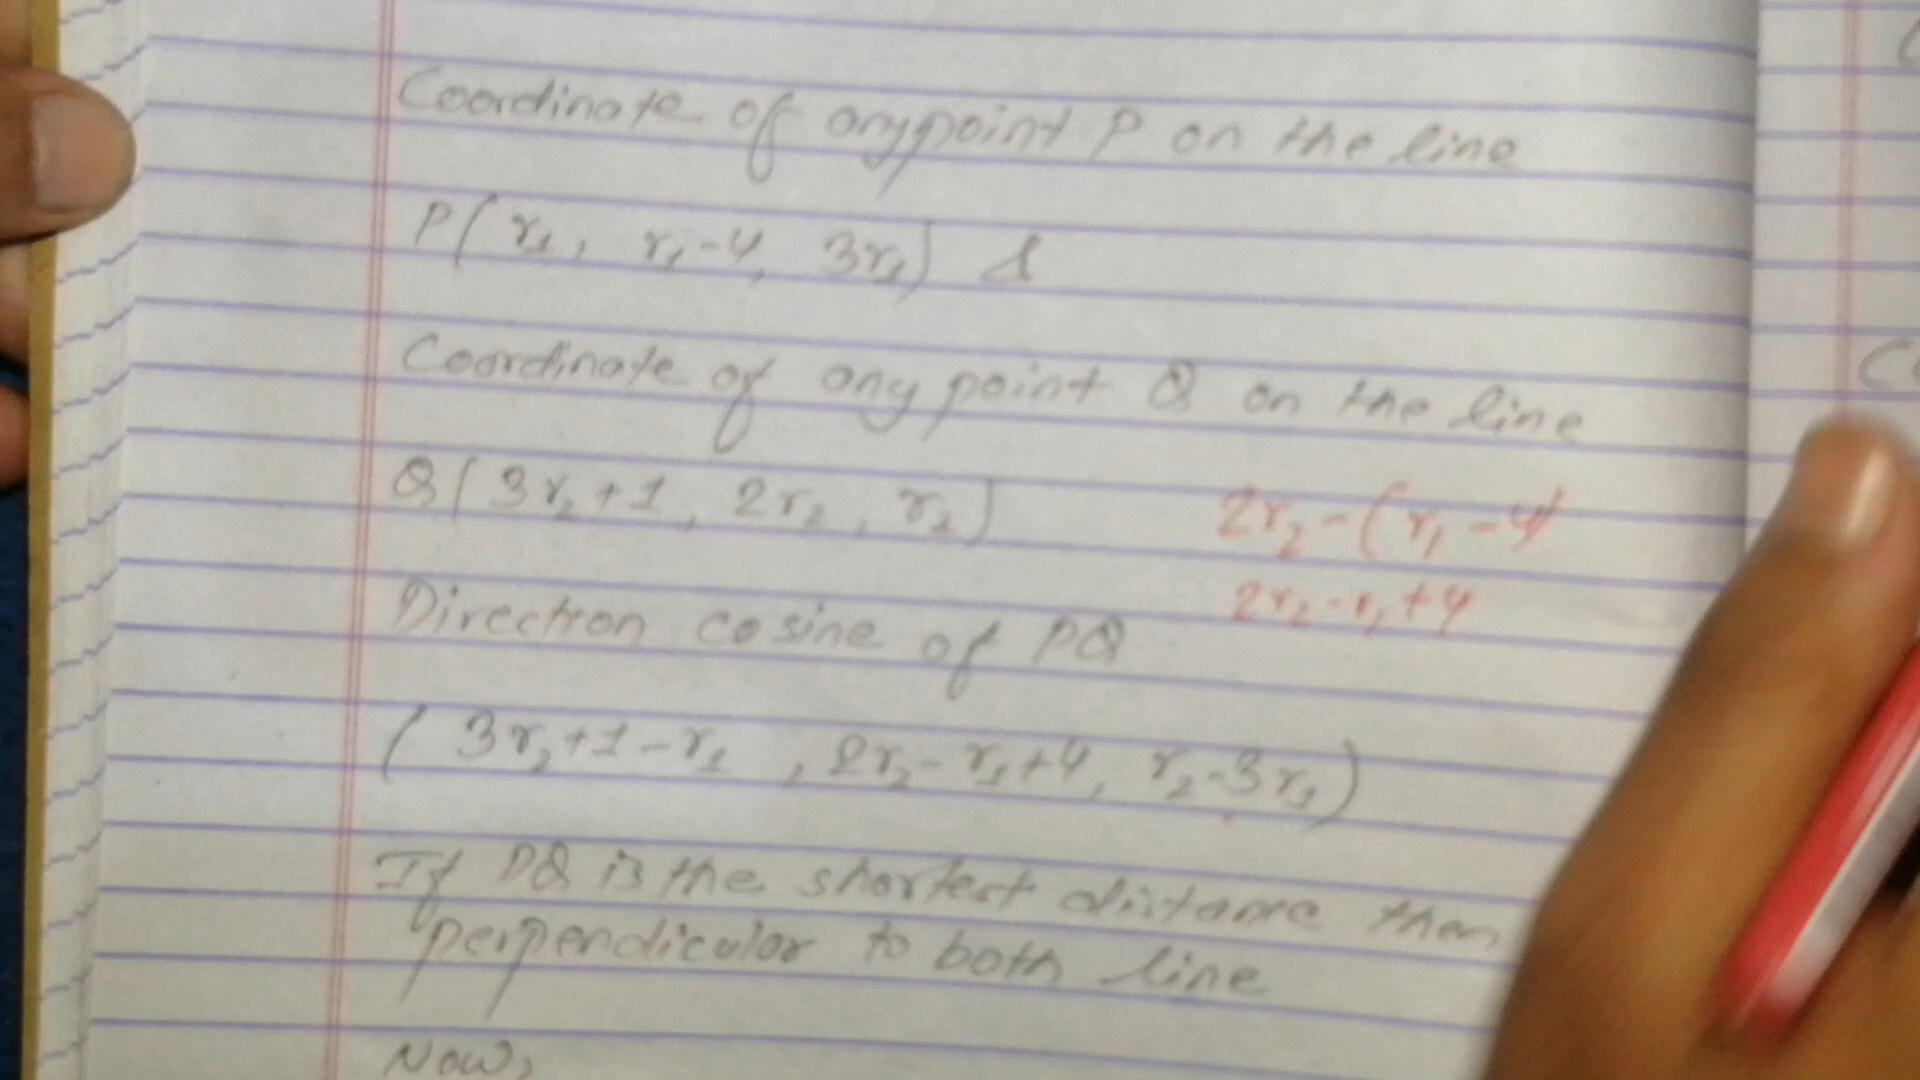 Coordinate of any point P on the line
P( r₁, r₁-4, 3r₁) &
Coordinate of any point Q on the line
Q( 3r₂+1, 2r₂, r₂)
2r₂-(r₁-4
2r₂-r₁+4
Direction cosine of PQ
( 3r₂+1-r₁, 2r₂-r₁+4, r₂-3r₁)
If PQ is the shortest distance then
perpendicular to both line
Now,